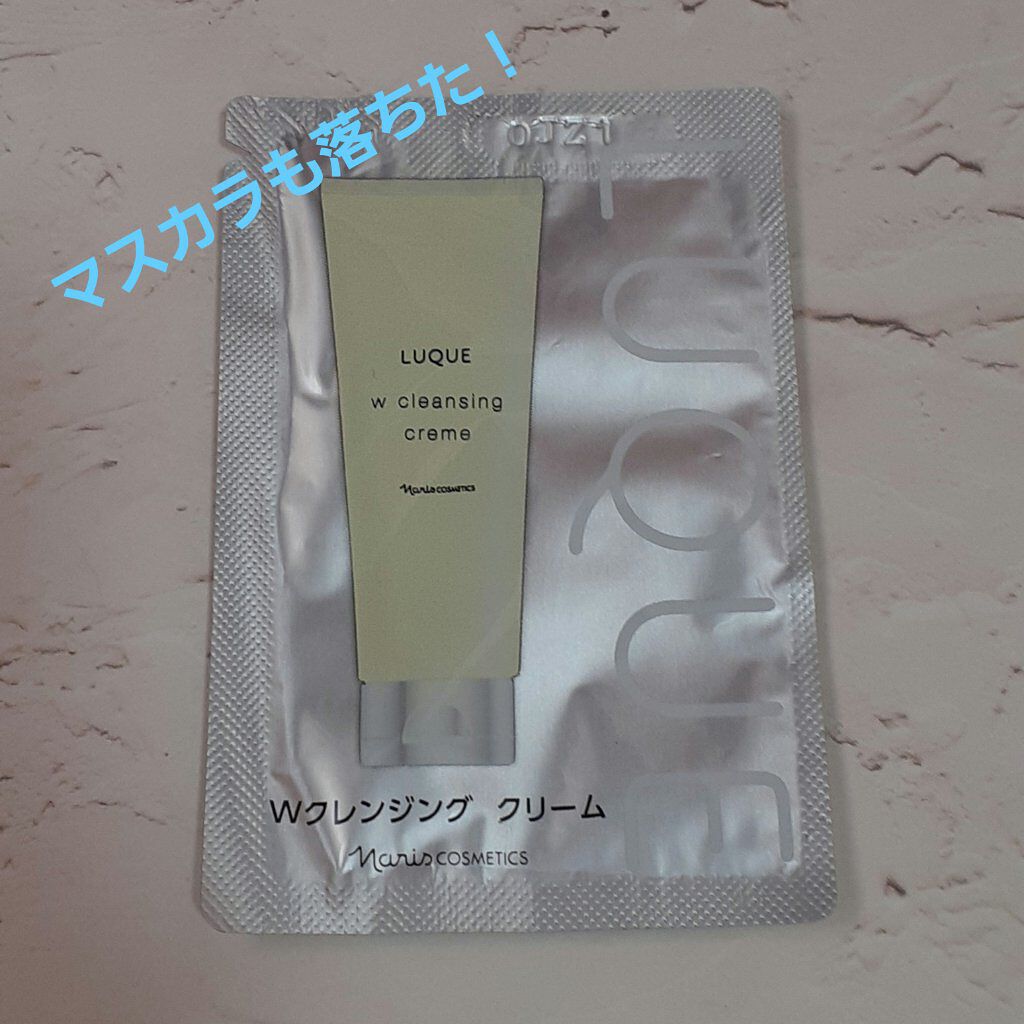 マスカラも落ちた！
LUQUE
w cleansing
creme
Naris COSMETICS
LUQUE
Wクレンジング クリーム
Naris COSMETICS